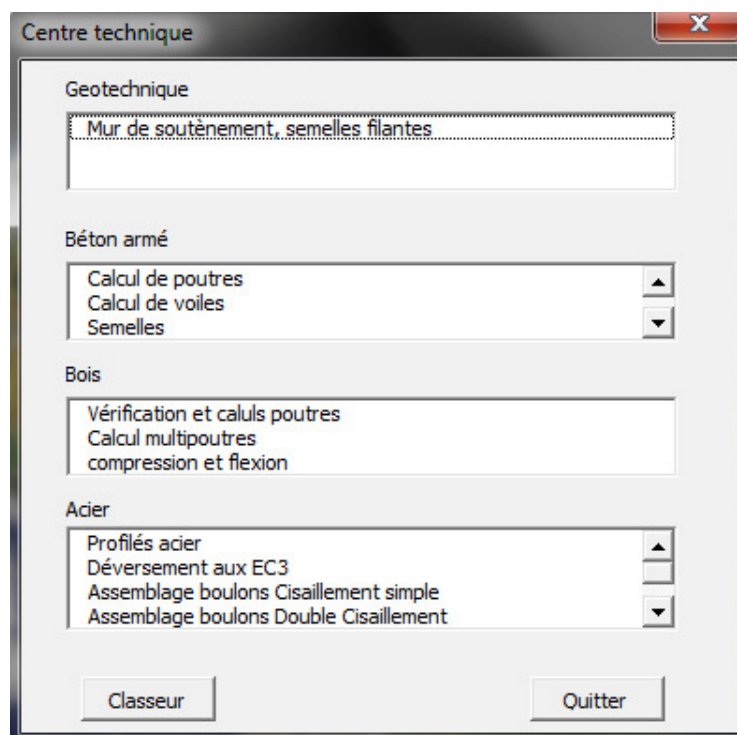 Centre technique
Geotechnique
Mur de soutènement, semelles filantes
Béton armé
Calcul de poutres
Calcul de voiles
Semelles
Bois
Vérification et caluls poutres
Calcul multipoutres
compression et flexion
Acier
Profilés acier
Déversement aux EC3
Assemblage boulons Cisaillement simple
Assemblage boulons Double Cisaillement
Classeur
Quitter